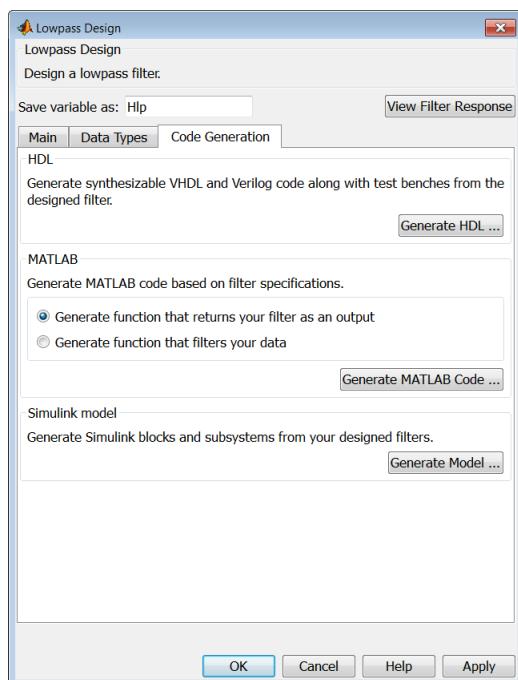 Lowpass Design
Lowpass Design
Design a lowpass filter.
Save variable as: Hlp View Filter Response
Main Data Types Code Generation
HDL
Generate synthesizable VHDL and Verilog code along with test benches from the
designed filter.
Generate HDL ...
MATLAB
Generate MATLAB code based on filter specifications.
Generate function that returns your filter as an output
Generate function that filters your data
Generate MATLAB Code ...
Simulink model
Generate Simulink blocks and subsystems from your designed filters.
Generate Model ...
OK Cancel Help Apply